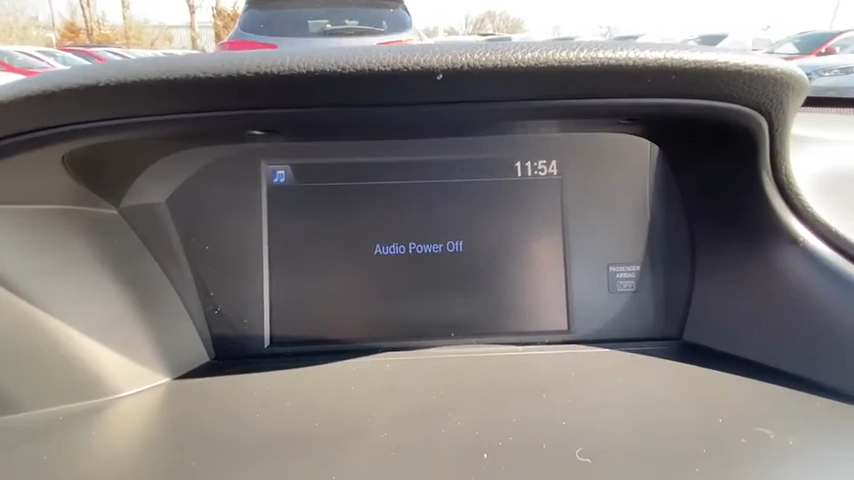 11:54
Audio Power Off
PASSENGER
AIRBAG
OFF